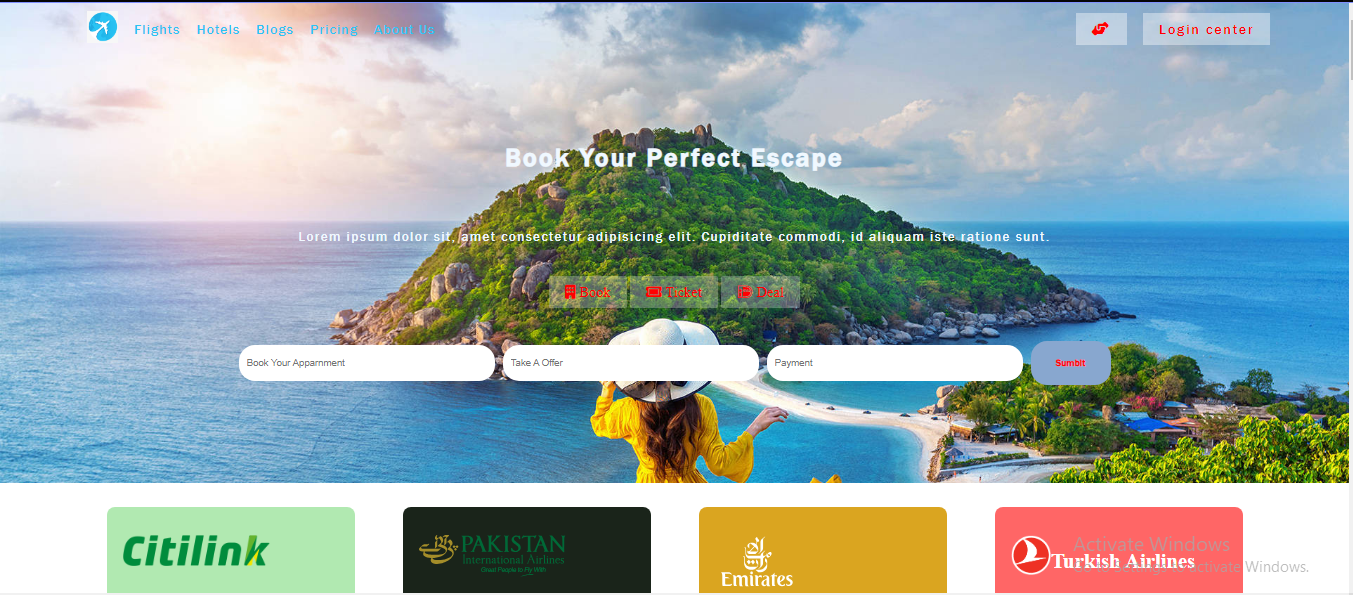 Flights Hotels Blogs Pricing About Us
Login center
Book Your Perfect Escape
Lorem ipsum dolor sit, amet consectetur adipisicing elit. Cupiditate commodi, id aliquam iste ratione sunt.
Book Ticket Deal
Book Your Apparnment
Take A Offer
Payment
Sumbit
Citilink
PAKISTAN
International Airlines
Great People to Fly With
Emirates
Turkish Airlines
Activate Windows
Go to Settings to activate Windows.